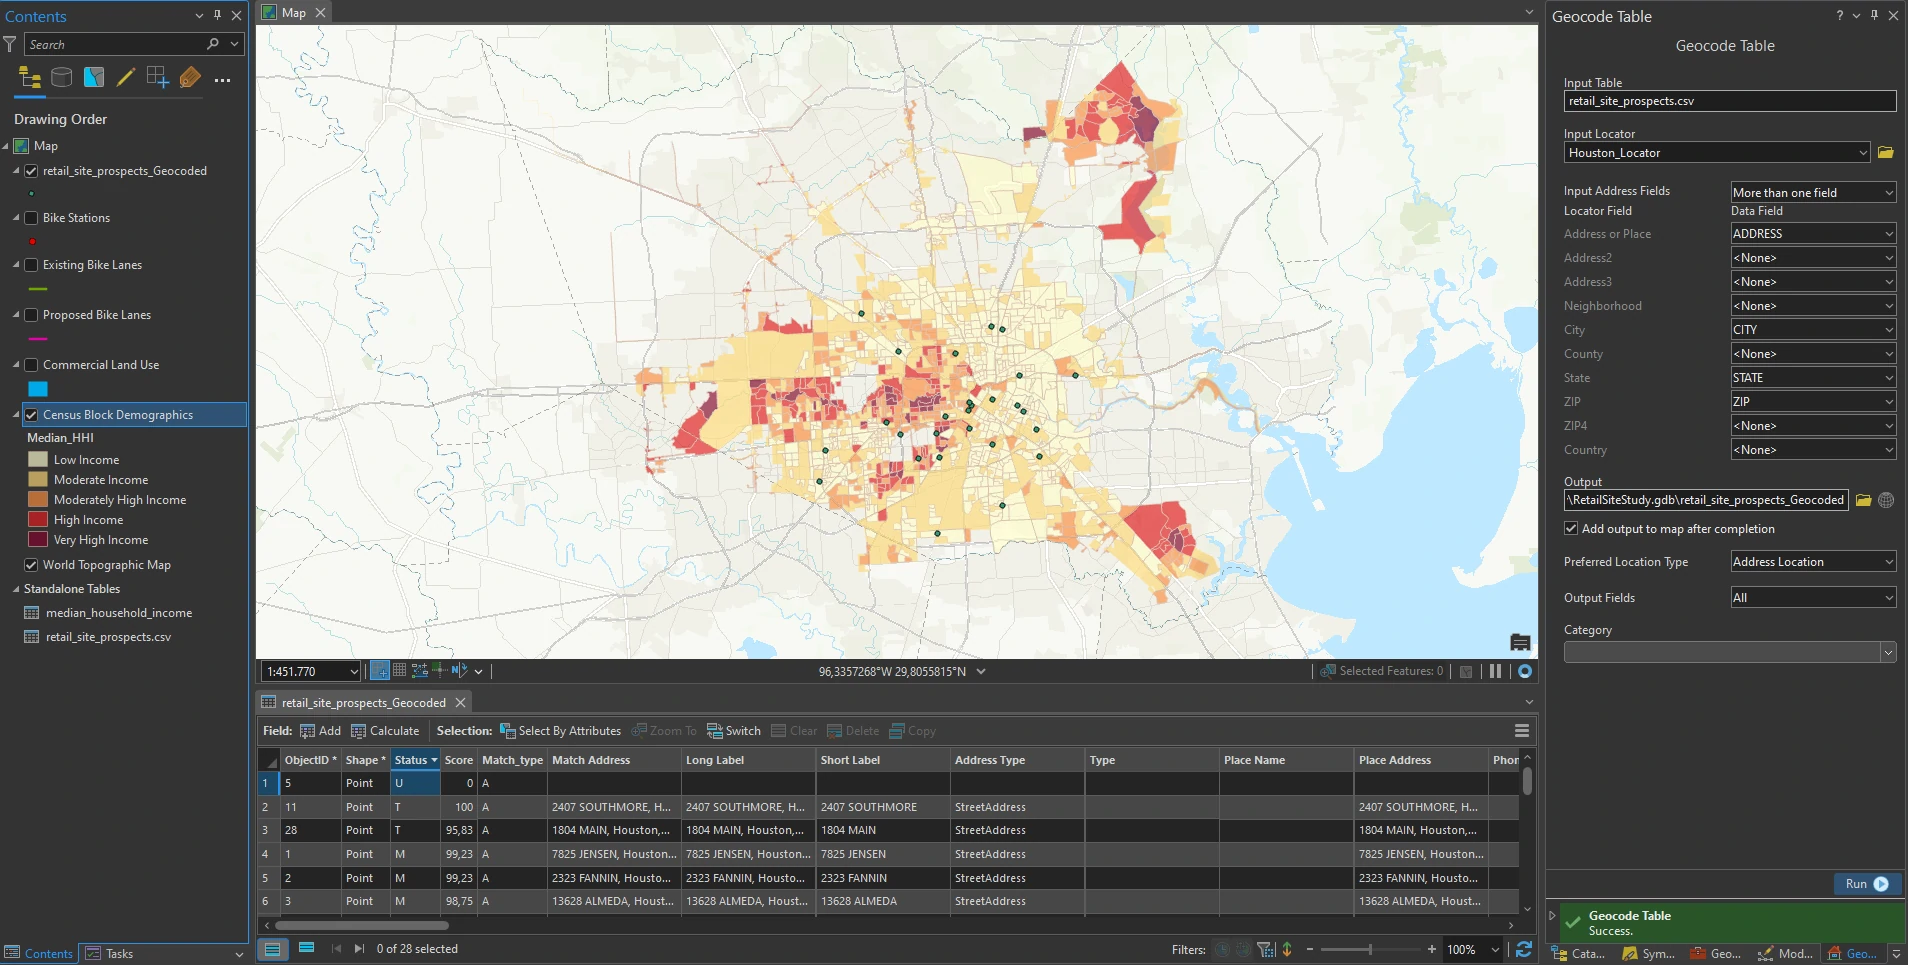 Contents
Search
Drawing Order
Map
retail_site_prospects_Geocoded
Bike Stations
Existing Bike Lanes
Proposed Bike Lanes
Commercial Land Use
Census Block Demographics
Median_HHI
Low Income
Moderate Income
Moderately High Income
High Income
Very High Income
World Topographic Map
Standalone Tables
median_household_income
retail_site_prospects.csv
Contents Tasks
Map
1:451.770 96,3357268°W 29,8055815°N Selected Features: 0
retail_site_prospects_Geocoded
Field: Add Calculate Selection: Select By Attributes Zoom To Switch Clear Delete Copy
ObjectID * Shape * Status Score Match_type Match Address Long Label Short Label Address Type Type Place Name Place Address Phor
1 5 Point U 0 A
2 11 Point T 100 A 2407 SOUTHMORE, H... 2407 SOUTHMORE, H... 2407 SOUTHMORE StreetAddress 2407 SOUTHMORE, H...
3 28 Point T 95,83 A 1804 MAIN, Houston,... 1804 MAIN, Houston,... 1804 MAIN StreetAddress 1804 MAIN, Houston,...
4 1 Point M 99,23 A 7825 JENSEN, Houston... 7825 JENSEN, Houston... 7825 JENSEN StreetAddress 7825 JENSEN, Houston...
5 2 Point M 99,23 A 2323 FANNIN, Housto... 2323 FANNIN, Housto... 2323 FANNIN StreetAddress 2323 FANNIN, Housto...
6 3 Point M 98,75 A 13628 ALMEDA, Houst... 13628 ALMEDA, Houst... 13628 ALMEDA StreetAddress 13628 ALMEDA, Houst...
0 of 28 selected Filters: - + 100%
Geocode Table ?
Geocode Table
Input Table
retail_site_prospects.csv
Input Locator
Houston_Locator
Input Address Fields More than one field
Locator Field Data Field
Address or Place ADDRESS
Address2 <None>
Address3 <None>
Neighborhood <None>
City CITY
County <None>
State STATE
ZIP ZIP
ZIP4 <None>
Country <None>
Output
\RetailSiteStudy.gdb\retail_site_prospects_Geocoded
Add output to map after completion
Preferred Location Type Address Location
Output Fields All
Category
Run
Geocode Table
Success.
Cata... Sym... Geo... Mod... Geo...